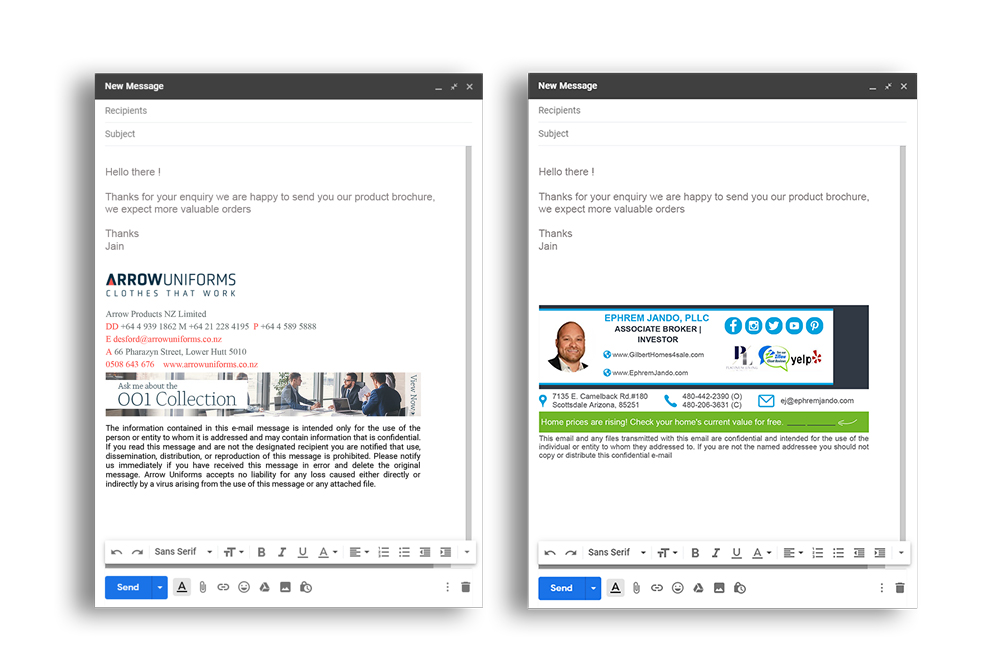 New Message
Recipients
Subject
Hello there !
Thanks for your enquiry we are happy to send you our product brochure,
we expect more valuable orders
Thanks
Jain
ARROWUNIFORMS
CLOTHES THAT WORK
Arrow Products NZ Limited
DD +64 4 939 1862 M +64 21 228 4195 P +64 4 589 5888
E desford@arrowuniforms.co.nz
A 66 Pharazyn Street, Lower Hutt 5010
0508 643 676 www.arrowuniforms.co.nz
Ask me about the
OO1 Collection
View Now
The information contained in this e-mail message is intended only for the use of the
person or entity to whom it is addressed and may contain information that is confidential.
If you read this message and are not the designated recipient you are notified that use,
dissemination, distribution, or reproduction of this message is prohibited. Please notify
us immediately if you have received this message in error and delete the original
message. Arrow Uniforms accepts no liability for any loss caused either directly or
indirectly by a virus arising from the use of this message or any attached file.
Sans Serif
Send
New Message
Recipients
Subject
Hello there !
Thanks for your enquiry we are happy to send you our product brochure,
we expect more valuable orders
Thanks
Jain
EPHREM JANDO, PLLC
ASSOCIATE BROKER |
INVESTOR
www.GilbertHomes4sale.com
www.EphremJando.com
PL
yelp
7135 E. Camelback Rd.#180
Scottsdale Arizona, 85251
480-442-2390 (O)
480-206-3631 (C)
ej@ephremjando.com
Home prices are rising! Check your home's current value for free.
This email and any files transmitted with this email are confidential and intended for the use of the
individual or entity to whom they addressed to. If you are not the named addressee you should not
copy or distribute this confidential e-mail
Sans Serif
Send